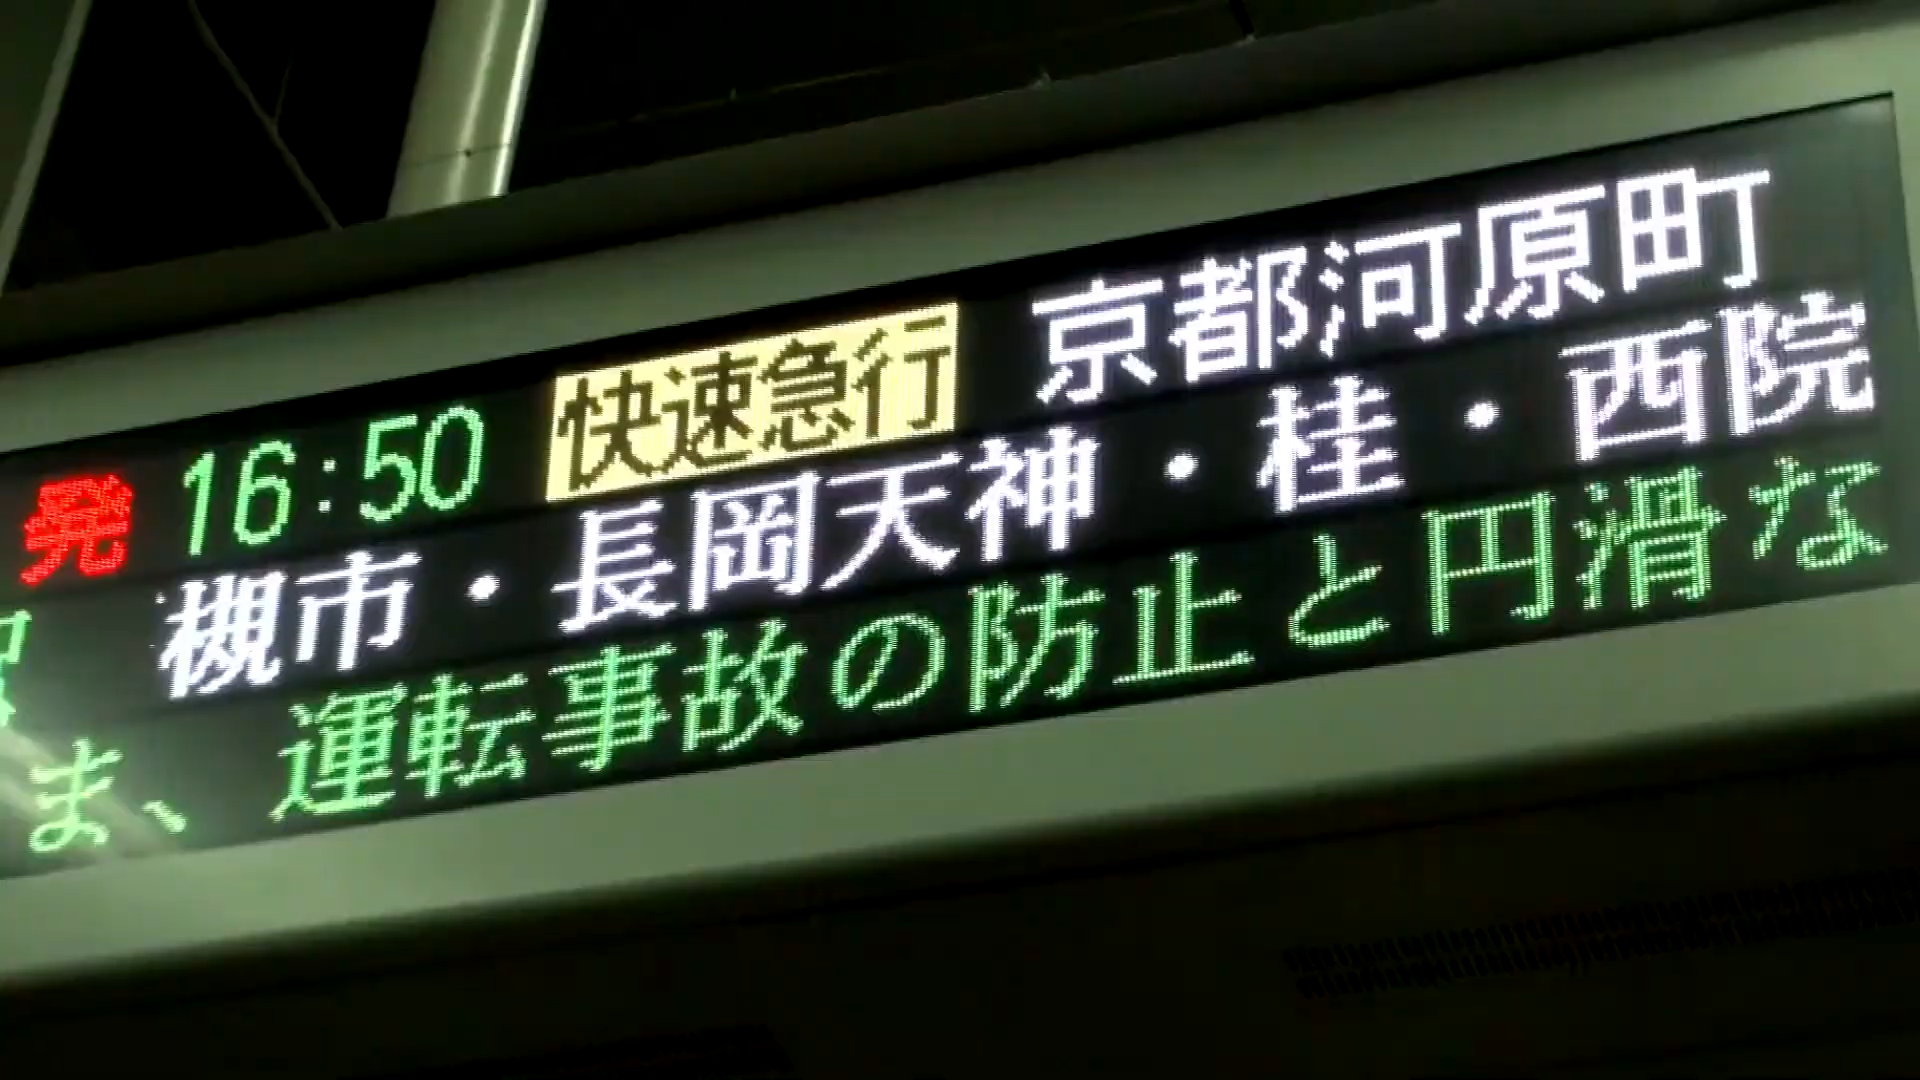 発 16:50 快速急行 京都河原町
槻市・長岡天神・桂・西院
ま、運転事故の防止と円滑な